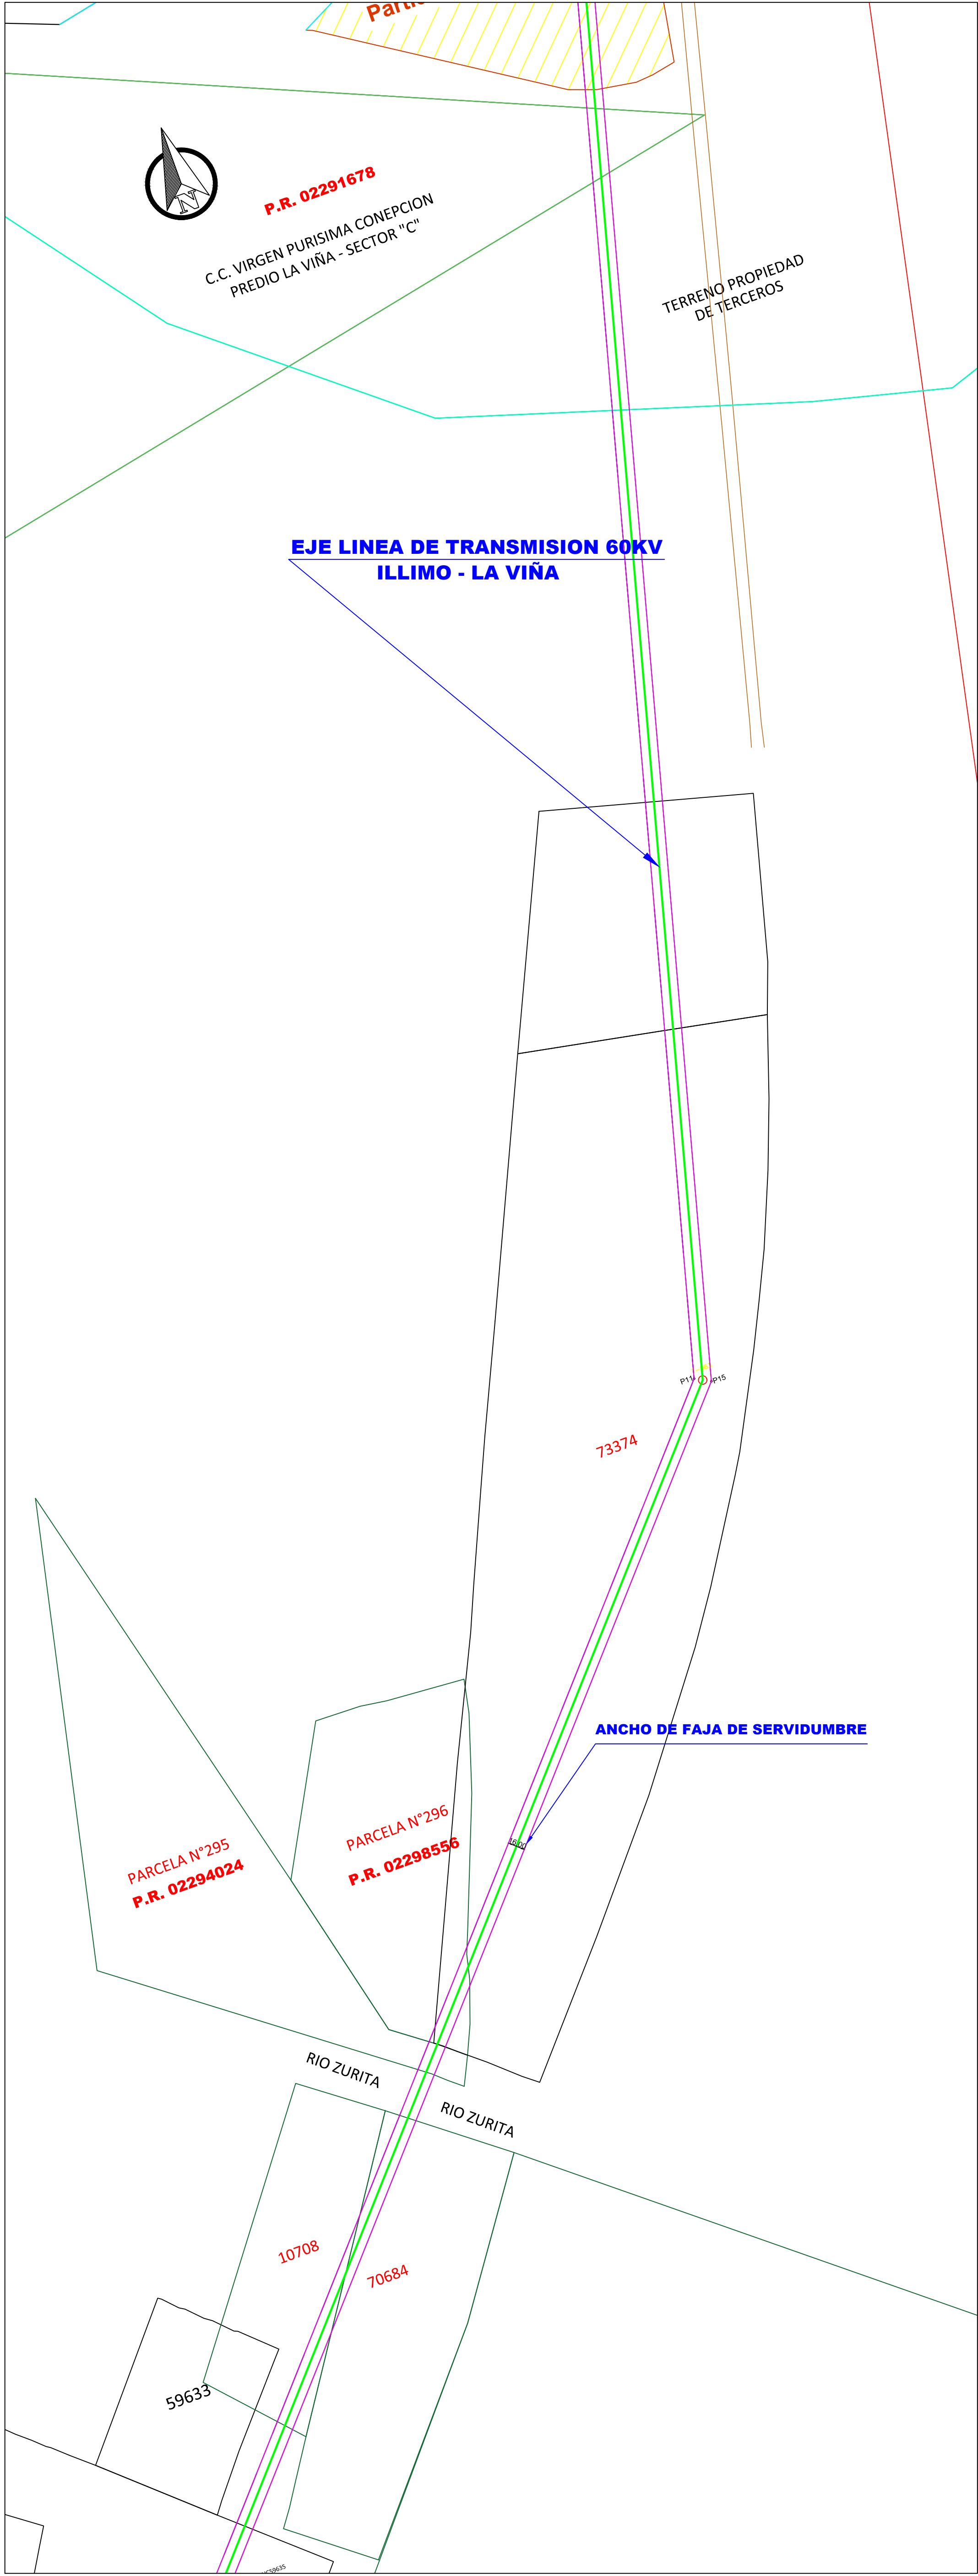 N
P.R. 02291678
C.C. VIRGEN PURISIMA CONEPCION
PREDIO LA VIÑA - SECTOR "C"
TERRENO PROPIEDAD
DE TERCEROS
EJE LINEA DE TRANSMISION 60KV
ILLIMO - LA VIÑA
P15
73374
ANCHO DE FAJA DE SERVIDUMBRE
16.00
PARCELA N°296
P.R. 02298556
PARCELA N°295
P.R. 02294024
RIO ZURITA
RIO ZURITA
10708
70684
59633